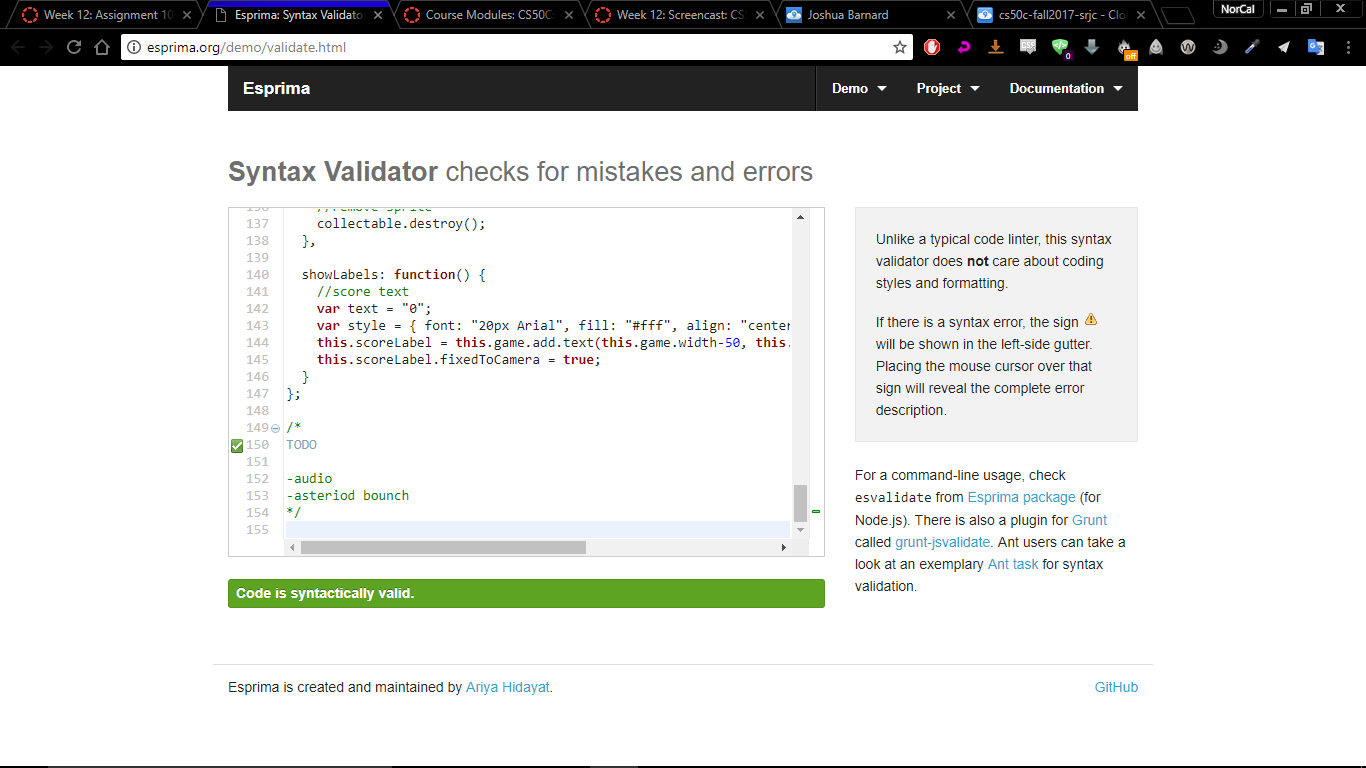 Week 12: Assignment 10
Esprima: Syntax Validato
Course Modules: CS50C
Week 12: Screencast: CS
Joshua Barnard
cs50c-fall2017-srjc - Clo
NorCal
esprima.org/demo/validate.html
0
off
Esprima
Demo
Project
Documentation
Syntax Validator checks for mistakes and errors
136 //remove sprite
137 collectable.destroy();
138 },
139
140 showLabels: function() {
141 //score text
142 var text = "0";
143 var style = { font: "20px Arial", fill: "#fff", align: "center
144 this.scoreLabel = this.game.add.text(this.game.width-50, this.
145 this.scoreLabel.fixedToCamera = true;
146 }
147 };
148
149 /*
150 TODO
151
152 -audio
153 -asteriod bounch
154 */
155
Code is syntactically valid.
Unlike a typical code linter, this syntax
validator does not care about coding
styles and formatting.
If there is a syntax error, the sign
will be shown in the left-side gutter.
Placing the mouse cursor over that
sign will reveal the complete error
description.
For a command-line usage, check
esvalidate from Esprima package (for
Node.js). There is also a plugin for Grunt
called grunt-jsvalidate. Ant users can take a
look at an exemplary Ant task for syntax
validation.
Esprima is created and maintained by Ariya Hidayat.
GitHub